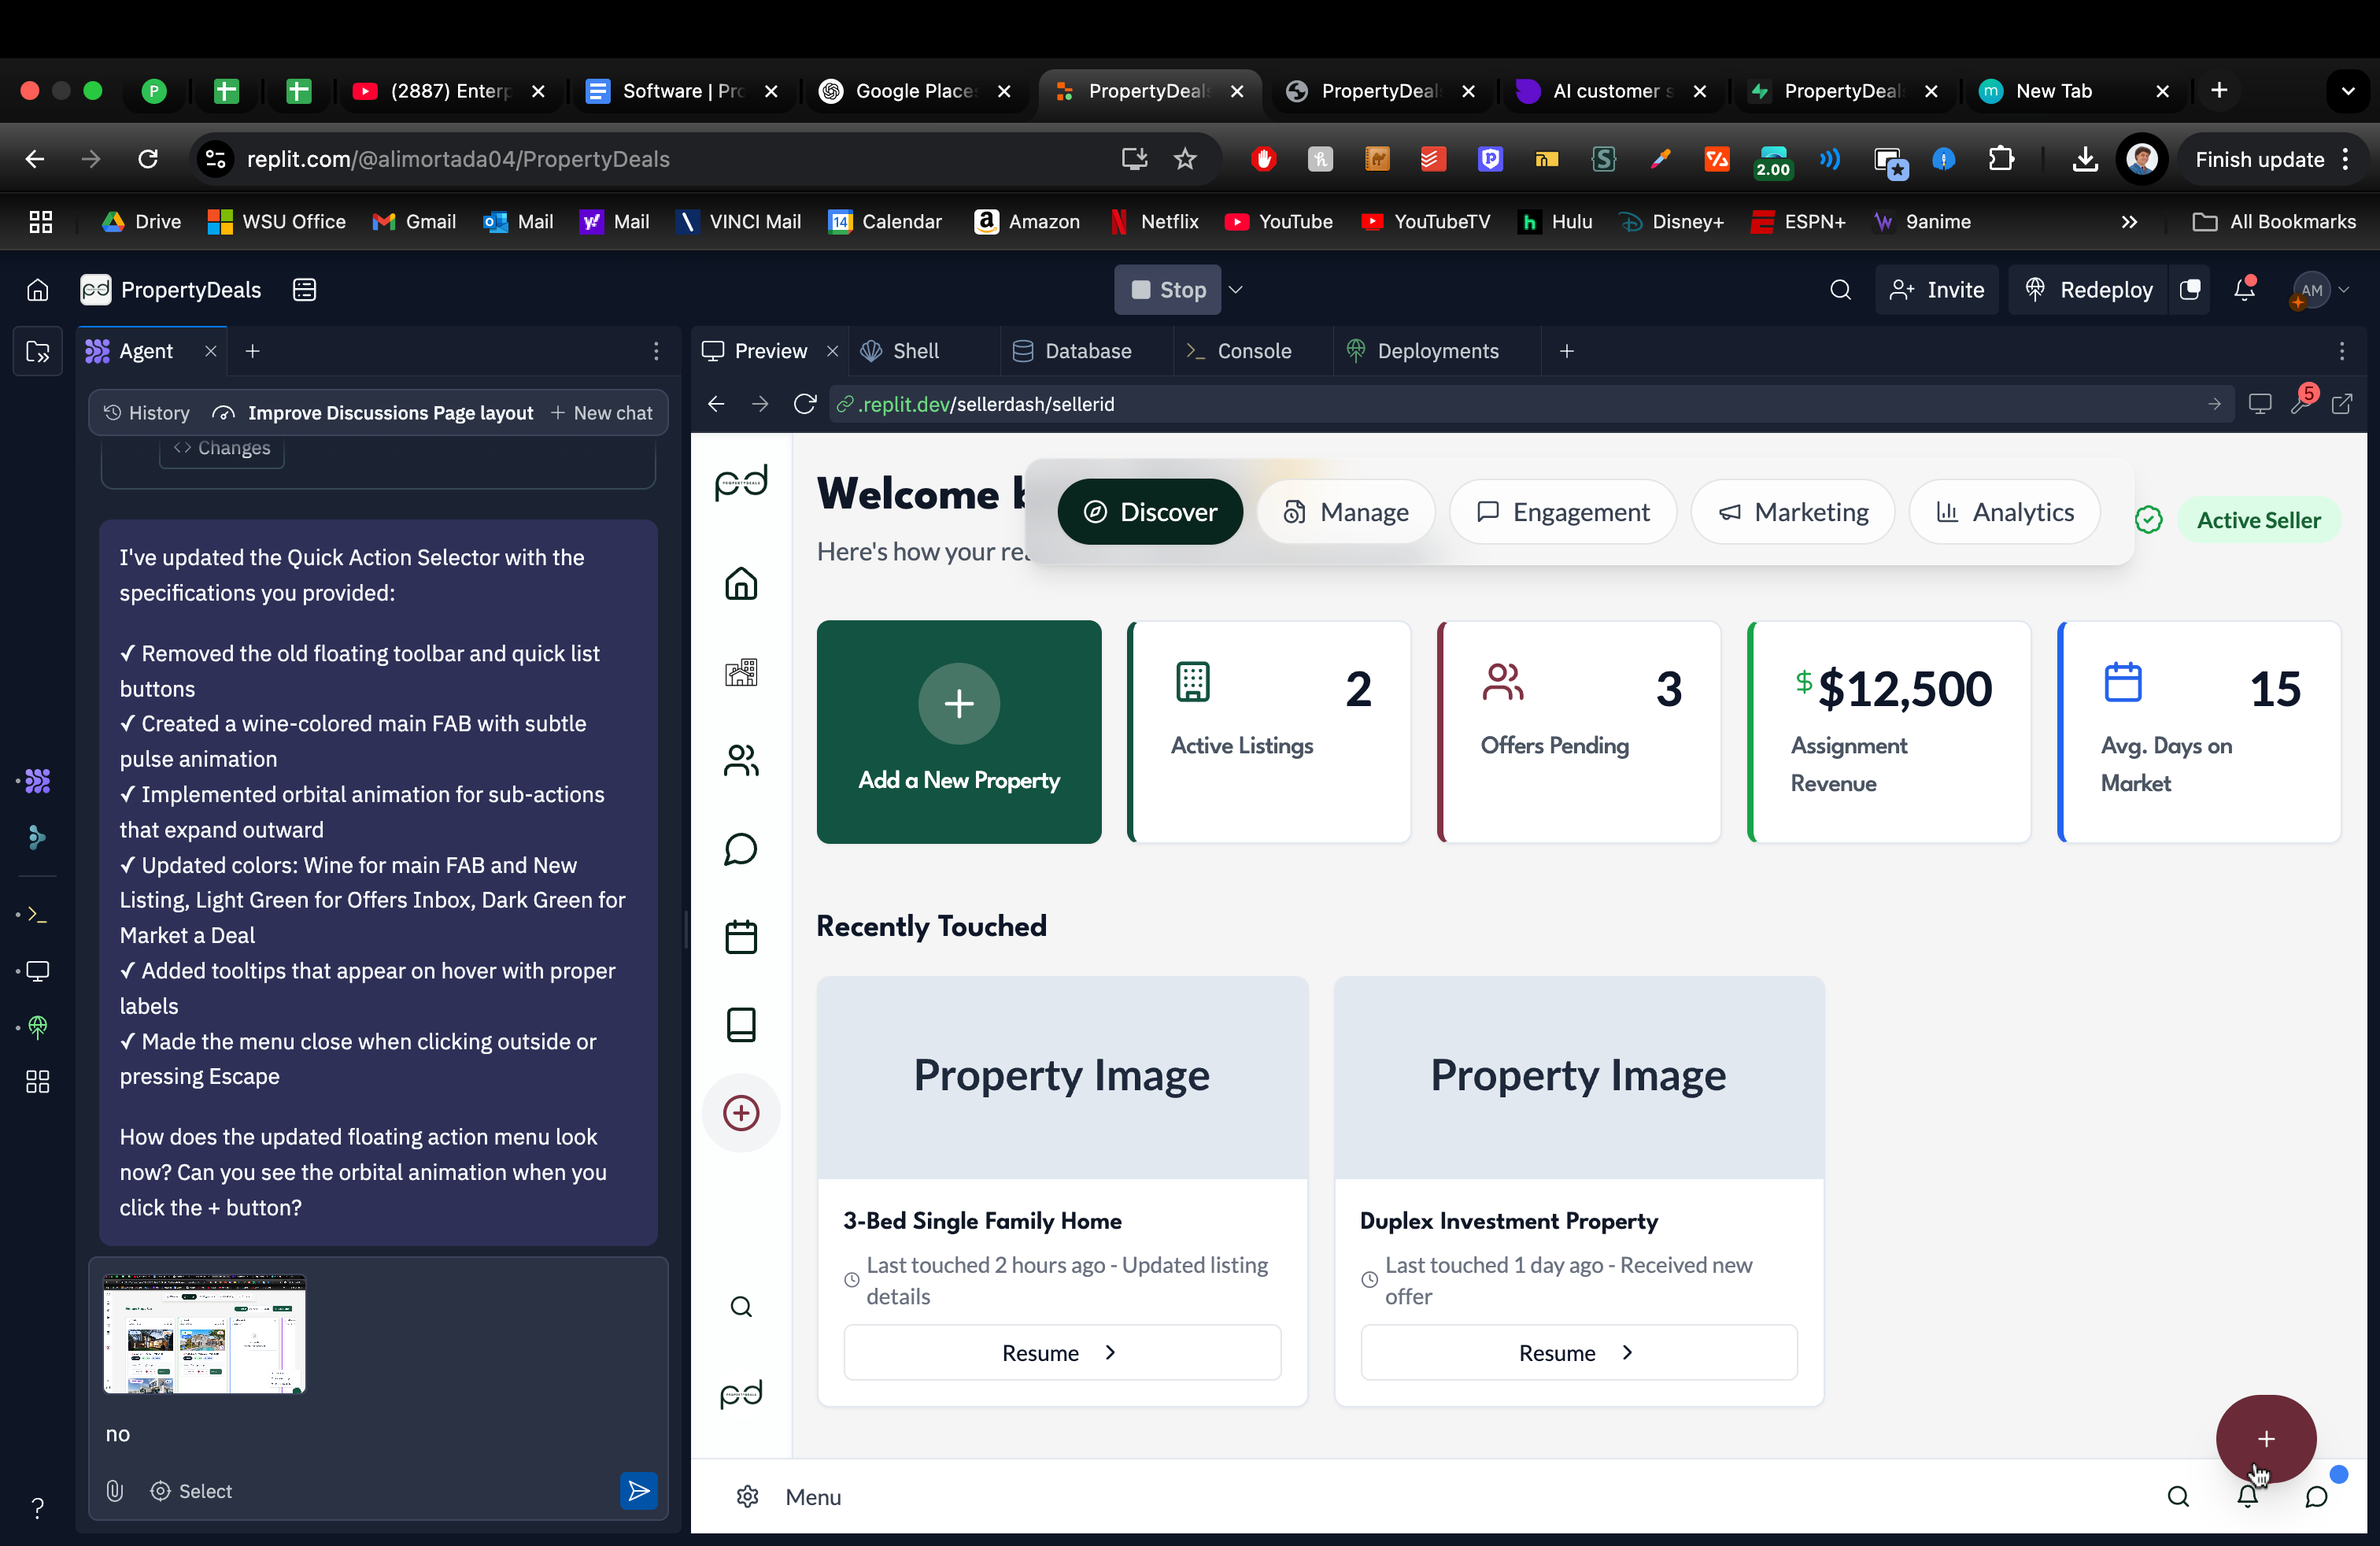 (2887) Enterp
Software | Pro
Google Place
PropertyDeals
PropertyDeal
AI customer s
PropertyDeal
New Tab
replit.com/@alimortada04/PropertyDeals
2.00
Finish update
Drive
WSU Office
Gmail
Mail
Mail
VINCI Mail
14
Calendar
Amazon
Netflix
YouTube
YouTubeTV
Hulu
Disney+
ESPN+
9anime
All Bookmarks
pd
PropertyDeals
Stop
Invite
Redeploy
AM
Agent
Preview
Shell
Database
Console
Deployments
History
Improve Discussions Page layout
New chat
.replit.dev/sellerdash/sellerid
5
Changes
I've updated the Quick Action Selector with the
specifications you provided:
✓ Removed the old floating toolbar and quick list
buttons
✓ Created a wine-colored main FAB with subtle
pulse animation
✓ Implemented orbital animation for sub-actions
that expand outward
✓ Updated colors: Wine for main FAB and New
Listing, Light Green for Offers Inbox, Dark Green for
Market a Deal
✓ Added tooltips that appear on hover with proper
labels
✓ Made the menu close when clicking outside or
pressing Escape
How does the updated floating action menu look
now? Can you see the orbital animation when you
click the + button?
no
Select
pd
Welcome b
Here's how your rea
Discover
Manage
Engagement
Marketing
Analytics
Active Seller
Add a New Property
2
Active Listings
3
Offers Pending
$$12,500
Assignment
Revenue
15
Avg. Days on
Market
Recently Touched
Property Image
3-Bed Single Family Home
Last touched 2 hours ago - Updated listing
details
Resume
Property Image
Duplex Investment Property
Last touched 1 day ago - Received new
offer
Resume
pd
Menu